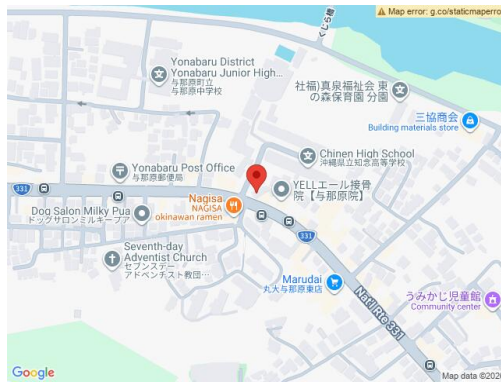 Map error: g.co/staticmaperro
Yonabaru District
Yonabaru Junior High...
与那原町立
与那原中学校
社福)真泉福祉会 東
の森保育園 分園
三協商会
Building materials store
Chinen High School
沖縄県立知念高等学校
Yonabaru Post Office
与那原郵便局
YELLエール接骨
院【与那原院】
331
Nagisa
NAGISA
okinawan ramen
Dog Salon Milky Pua
ドッグサロンミルキープア
331
Seventh-day
Adventist Church
セブンスデー
アドベンチスト教団...
Marudai
丸大与那原東店
Nat'l Rte 331
うみかじ児童館
Community center
Google
Map data ©2026